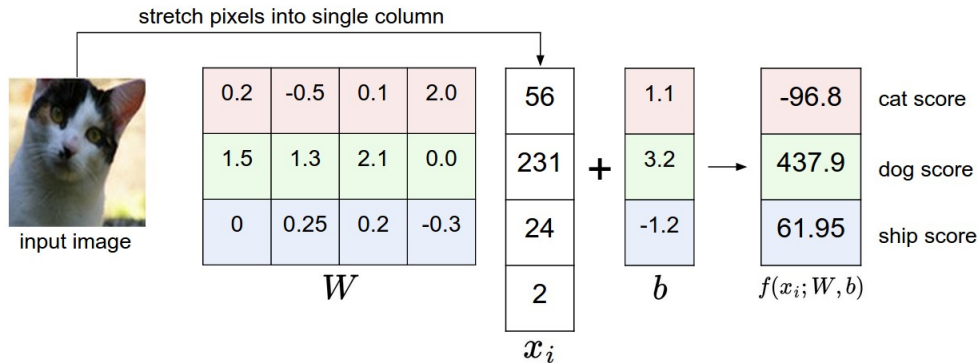 stretch pixels into single column
0.2 -0.5 0.1 2.0
1.5 1.3 2.1 0.0
0 0.25 0.2 -0.3
W
56
231
24
2
x_i
+
1.1
3.2
-1.2
b
-96.8 cat score
437.9 dog score
61.95 ship score
f(x_i; W, b)
input image